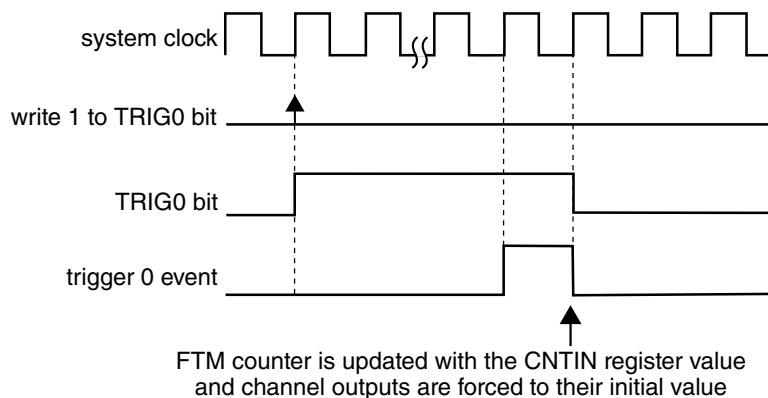 system clock
write 1 to TRIG0 bit
TRIG0 bit
trigger 0 event
FTM counter is updated with the CNTIN register value
and channel outputs are forced to their initial value